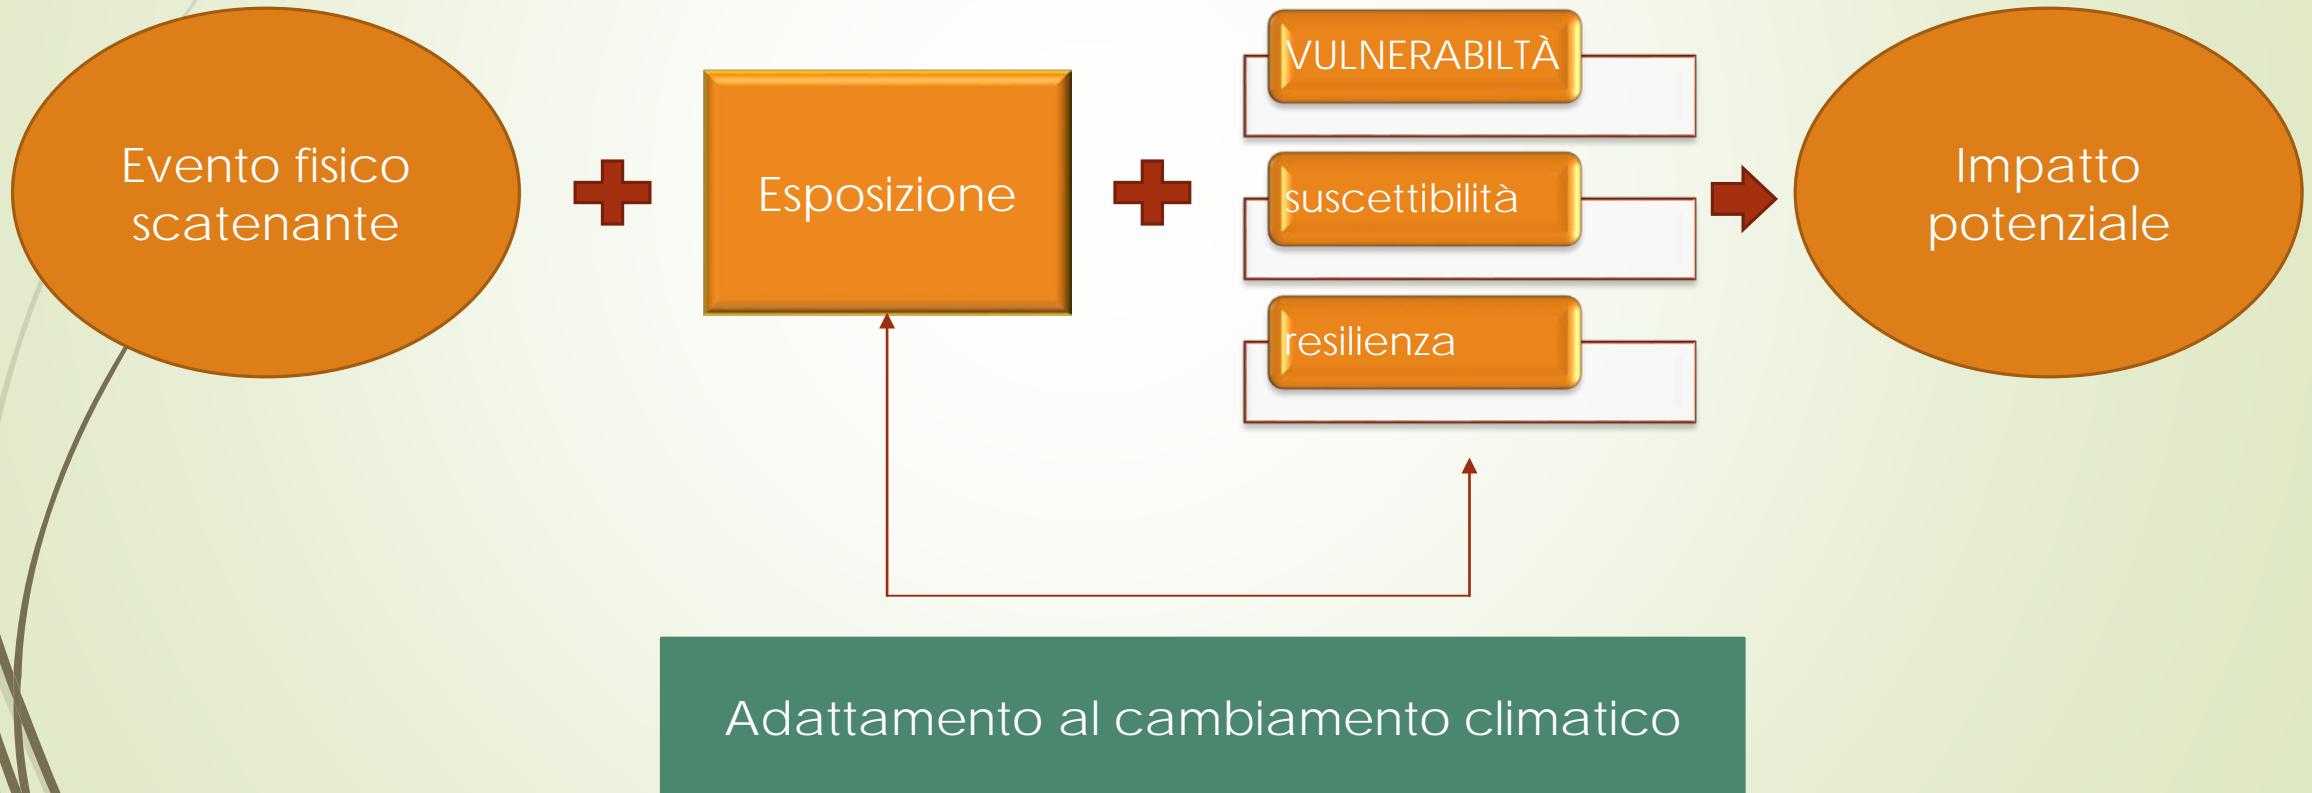 Evento fisico
scatenante
Esposizione
VULNERABILTÀ
suscettibilità
resilienza
Impatto
potenziale
Adattamento al cambiamento climatico